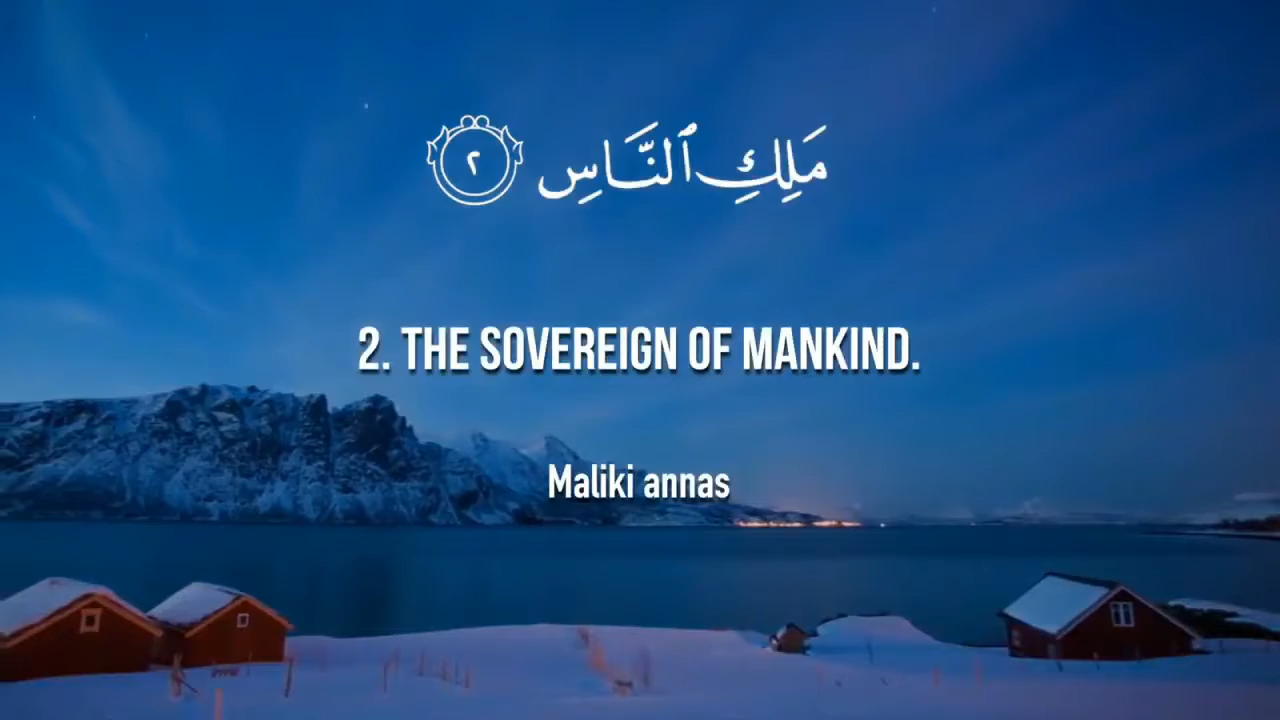 مَلِكِ ٱلنَّاسِ ٢
2. THE SOVEREIGN OF MANKIND.
Maliki annas